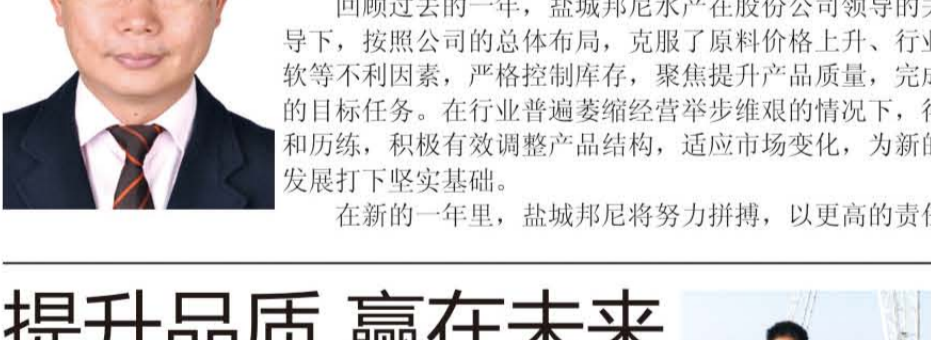 回顾过去的一年，盐城邦尼水产在股份公司领导的
导下，按照公司的总体布局，克服了原料价格上升、行业
软等不利因素，严格控制库存，聚焦提升产品质量，完成
的目标任务。在行业普遍萎缩经营举步维艰的情况下，
和历练，积极有效调整产品结构，适应市场变化，为新的
发展打下坚实基础。
在新的一年里，盐城邦尼将努力拼搏，以更高的责任
提升品质 赢在未来